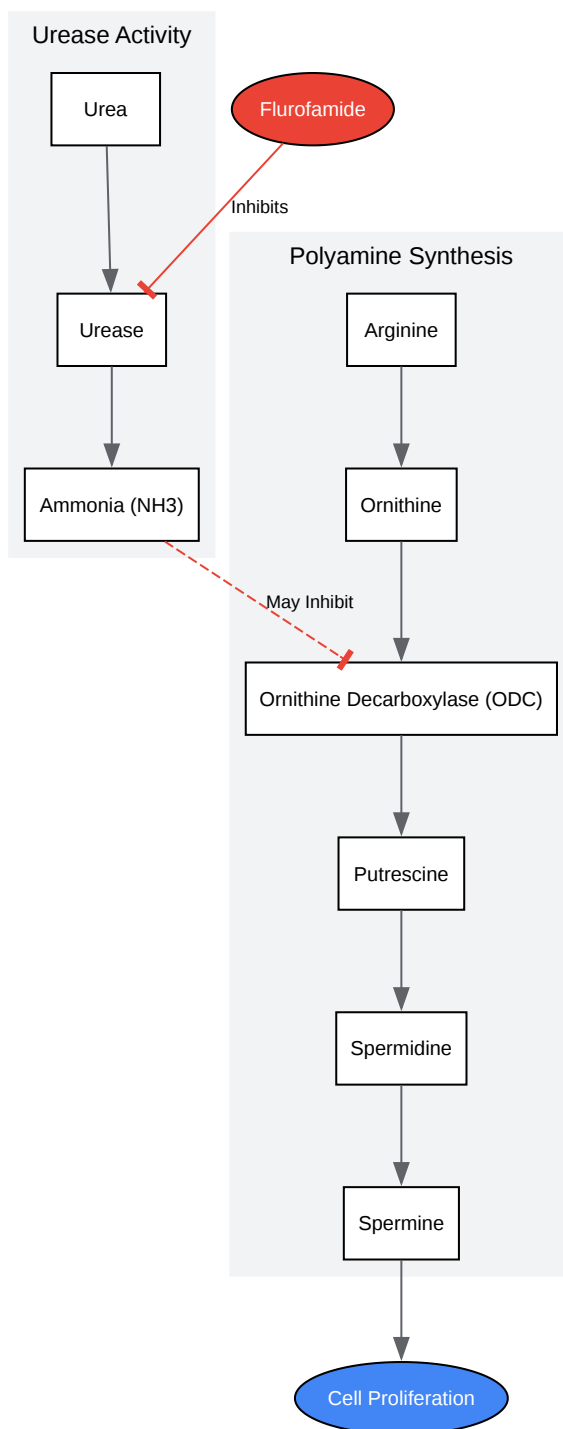 Urease Activity
Urea
Flurofamide
Inhibits
Polyamine Synthesis
Urease
Arginine
Ammonia (NH3)
Ornithine
May Inhibit
Ornithine Decarboxylase (ODC)
Putrescine
Spermidine
Spermine
Cell Proliferation